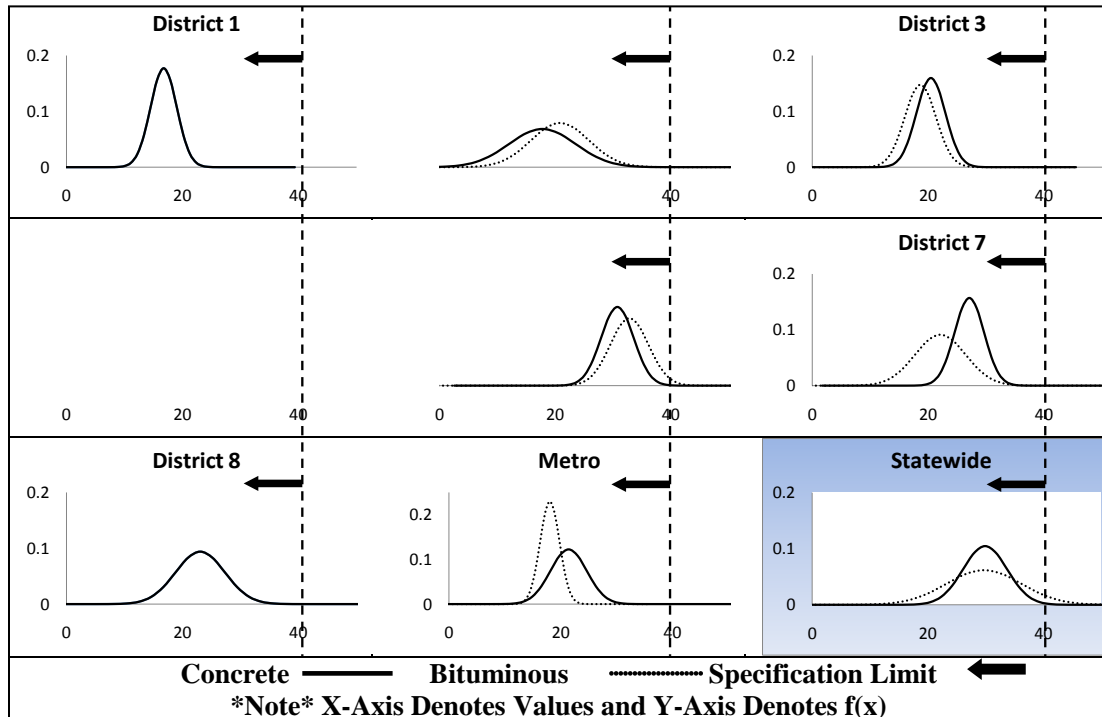 District 1
0.2
0.1
0
0 20 40
0 20 40
District 3
0.2
0.1
0
0 20 40
0 20 40
0 20 40
District 7
0.2
0.1
0
0 20 40
District 8
0.2
0.1
0
0 20 40
Metro
0.2
0.1
0
0 20 40
Statewide
0.2
0.1
0
0 20 40
Concrete Bituminous Specification Limit
*Note* X-Axis Denotes Values and Y-Axis Denotes f(x)